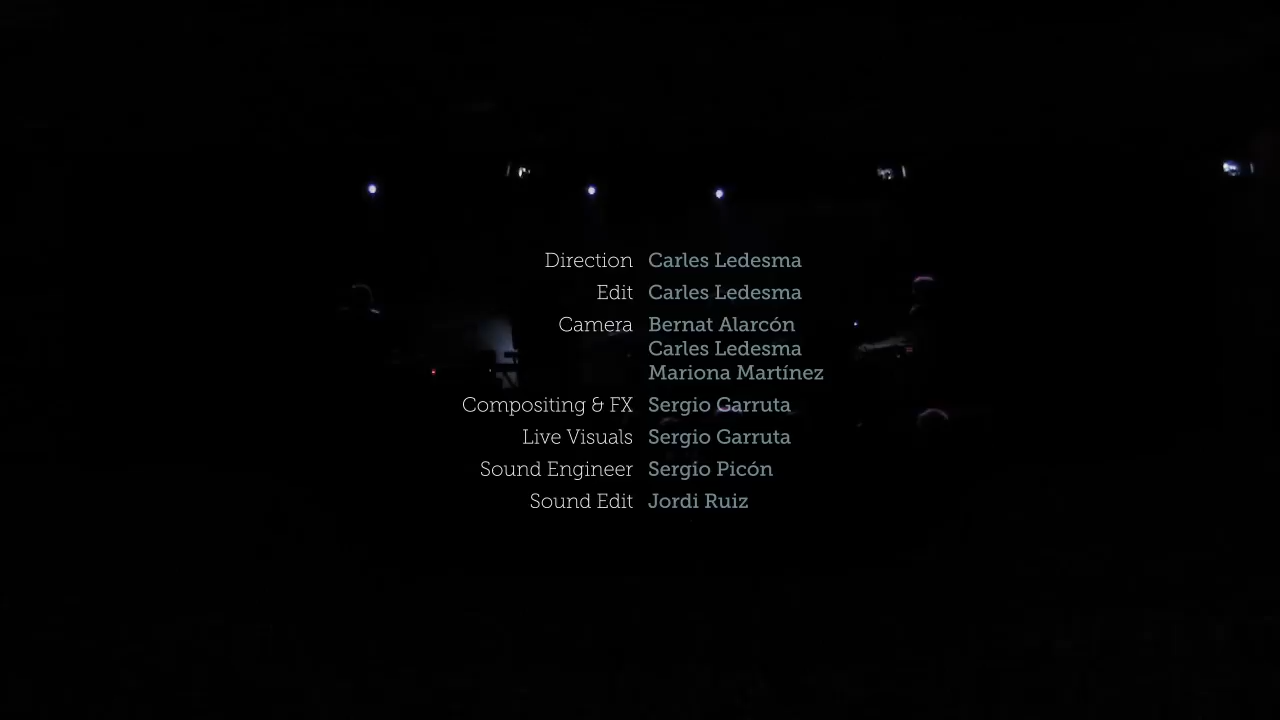 Direction Carles Ledesma
Edit Carles Ledesma
Camera Bernat Alarcón
Carles Ledesma
Mariona Martínez
Compositing & FX Sergio Garruta
Live Visuals Sergio Garruta
Sound Engineer Sergio Picón
Sound Edit Jordi Ruiz